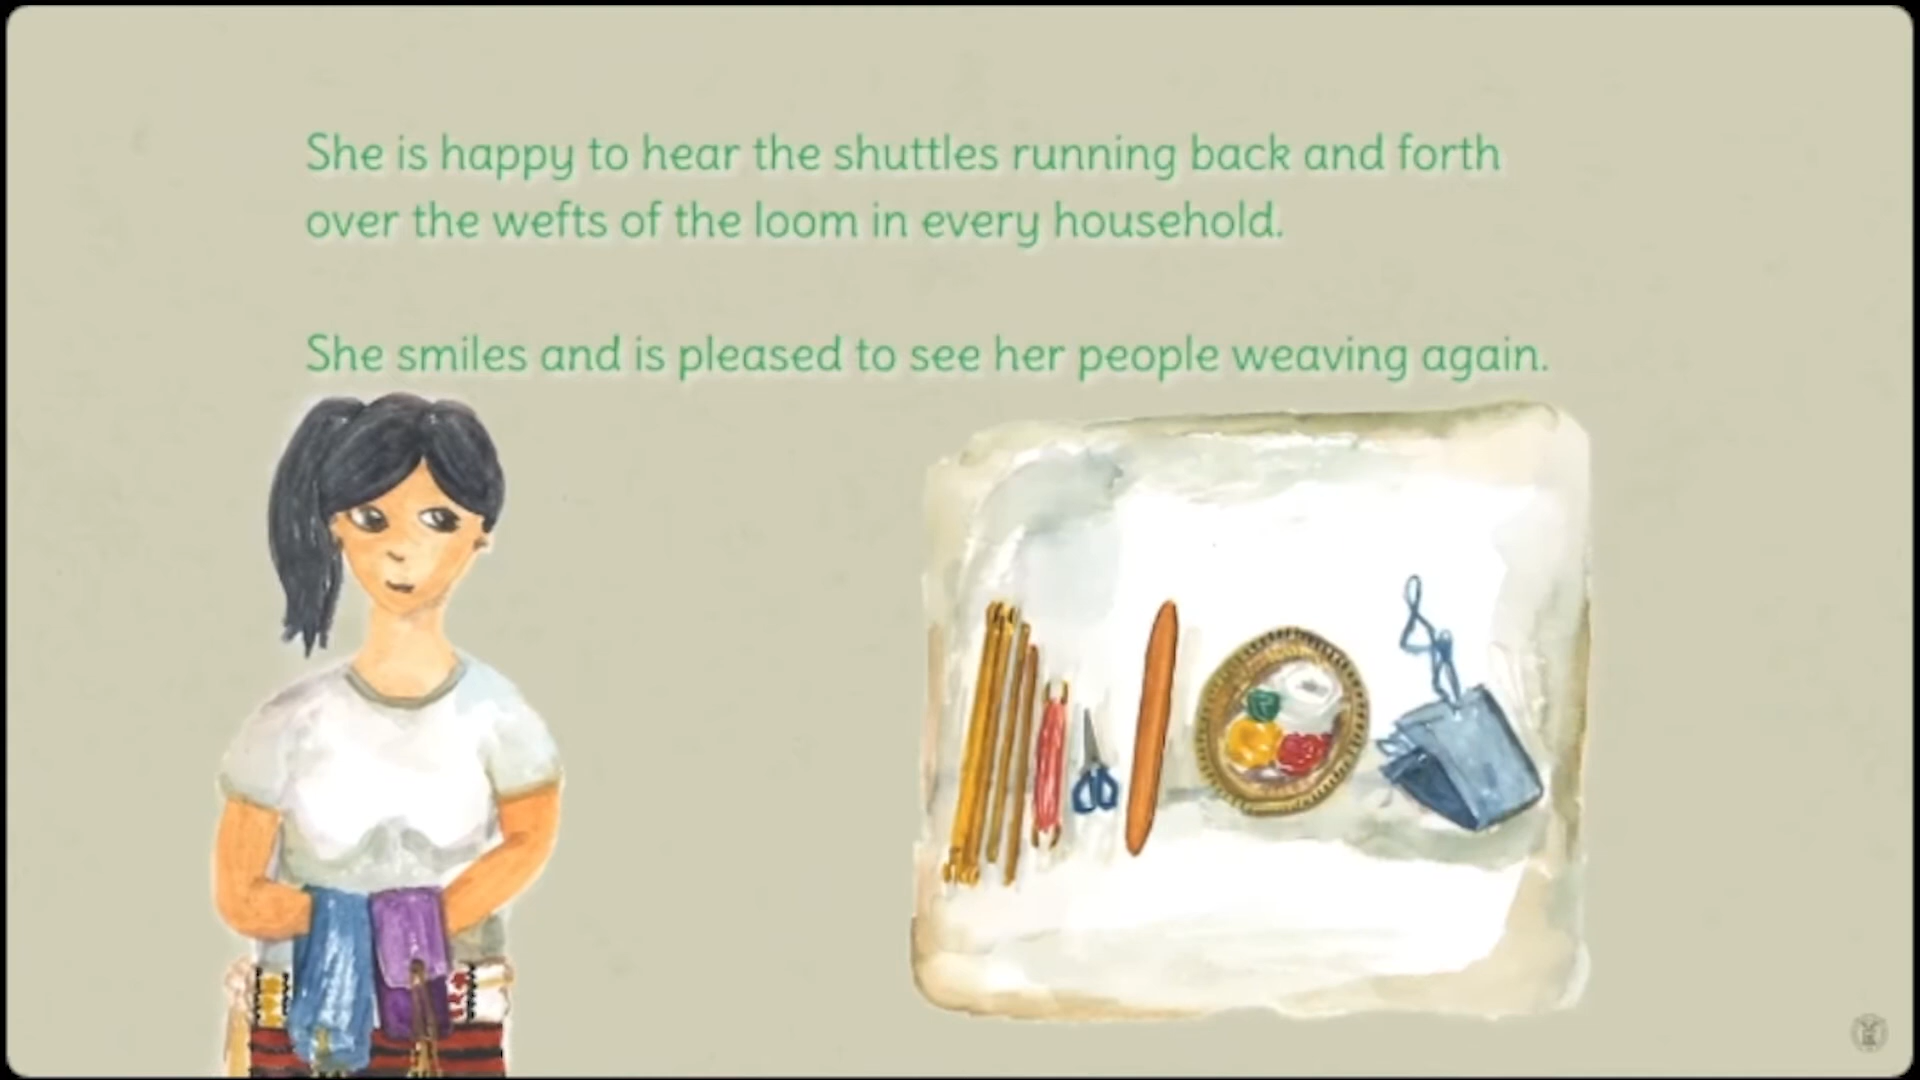 She is happy to hear the shuttles running back and forth
over the wefts of the loom in every household.
She smiles and is pleased to see her people weaving again.